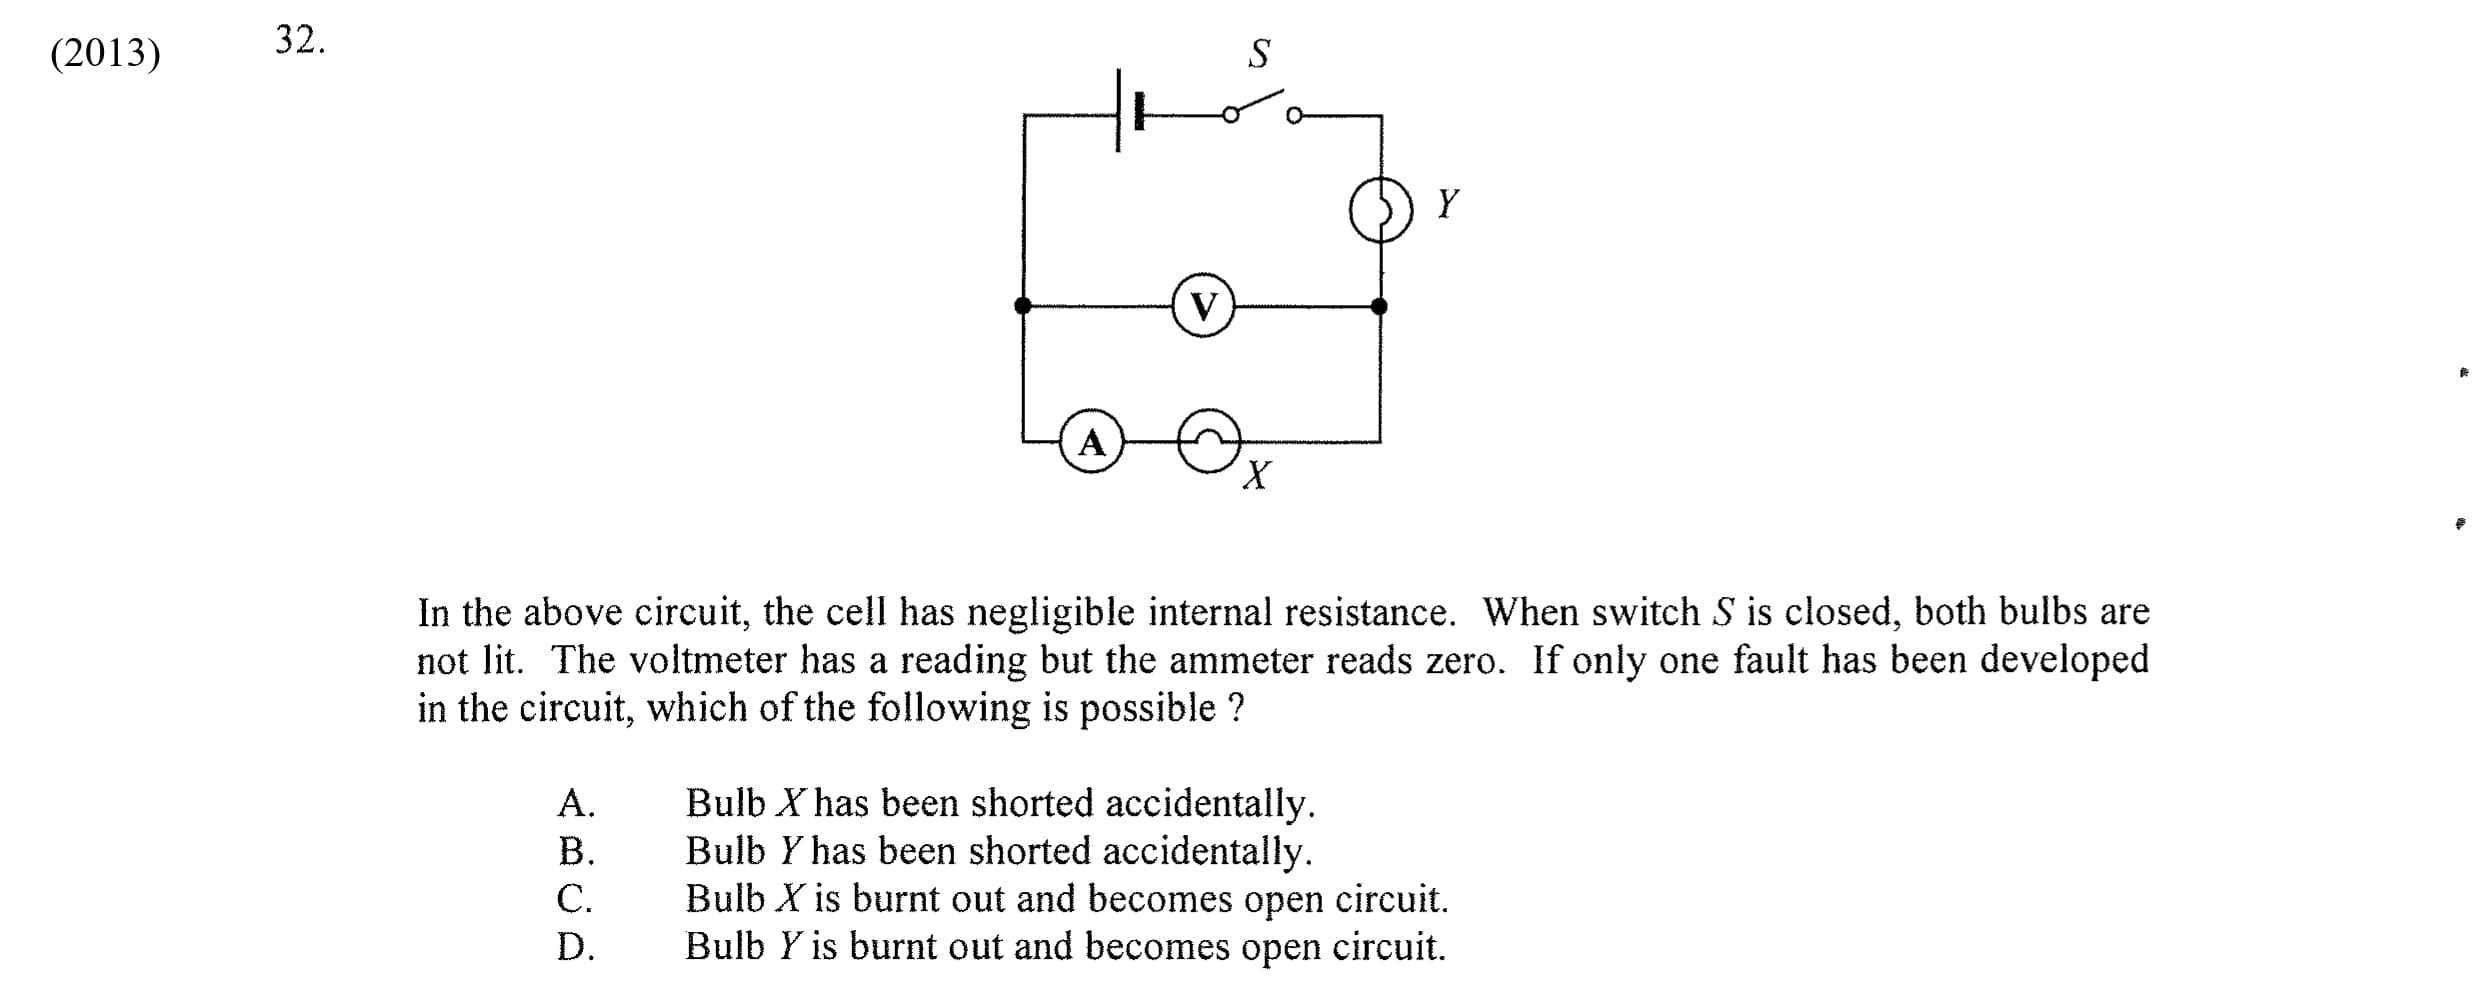 (2013) 32.
S
Y
V
A
X
In the above circuit, the cell has negligible internal resistance. When switch S is closed, both bulbs are
not lit. The voltmeter has a reading but the ammeter reads zero. If only one fault has been developed
in the circuit, which of the following is possible ?
A. Bulb X has been shorted accidentally.
B. Bulb Y has been shorted accidentally.
C. Bulb X is burnt out and becomes open circuit.
D. Bulb Y is burnt out and becomes open circuit.